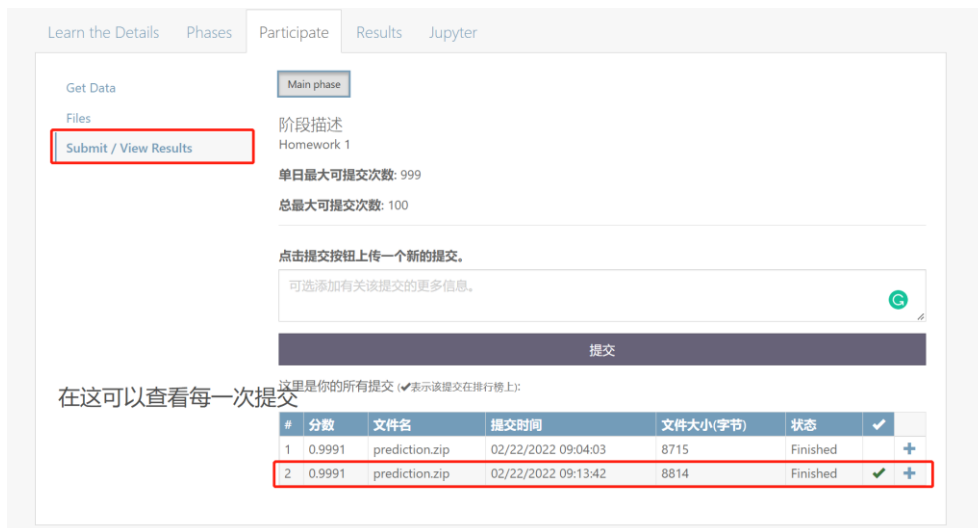 Learn the Details Phases Participate Results Jupyter
Get Data
Files
Submit / View Results
Main phase
阶段描述
Homework 1
单日最大可提交次数: 999
总最大可提交次数: 100
点击提交按钮上传一个新的提交。
可选添加有关该提交的更多信息。
提交
这里是你的所有提交 (✔表示该提交在排行榜上):
在这可以查看每一次提交
# 分数 文件名 提交时间 文件大小(字节) 状态 ✔
1 0.9991 prediction.zip 02/22/2022 09:04:03 8715 Finished +
2 0.9991 prediction.zip 02/22/2022 09:13:42 8814 Finished ✔ +